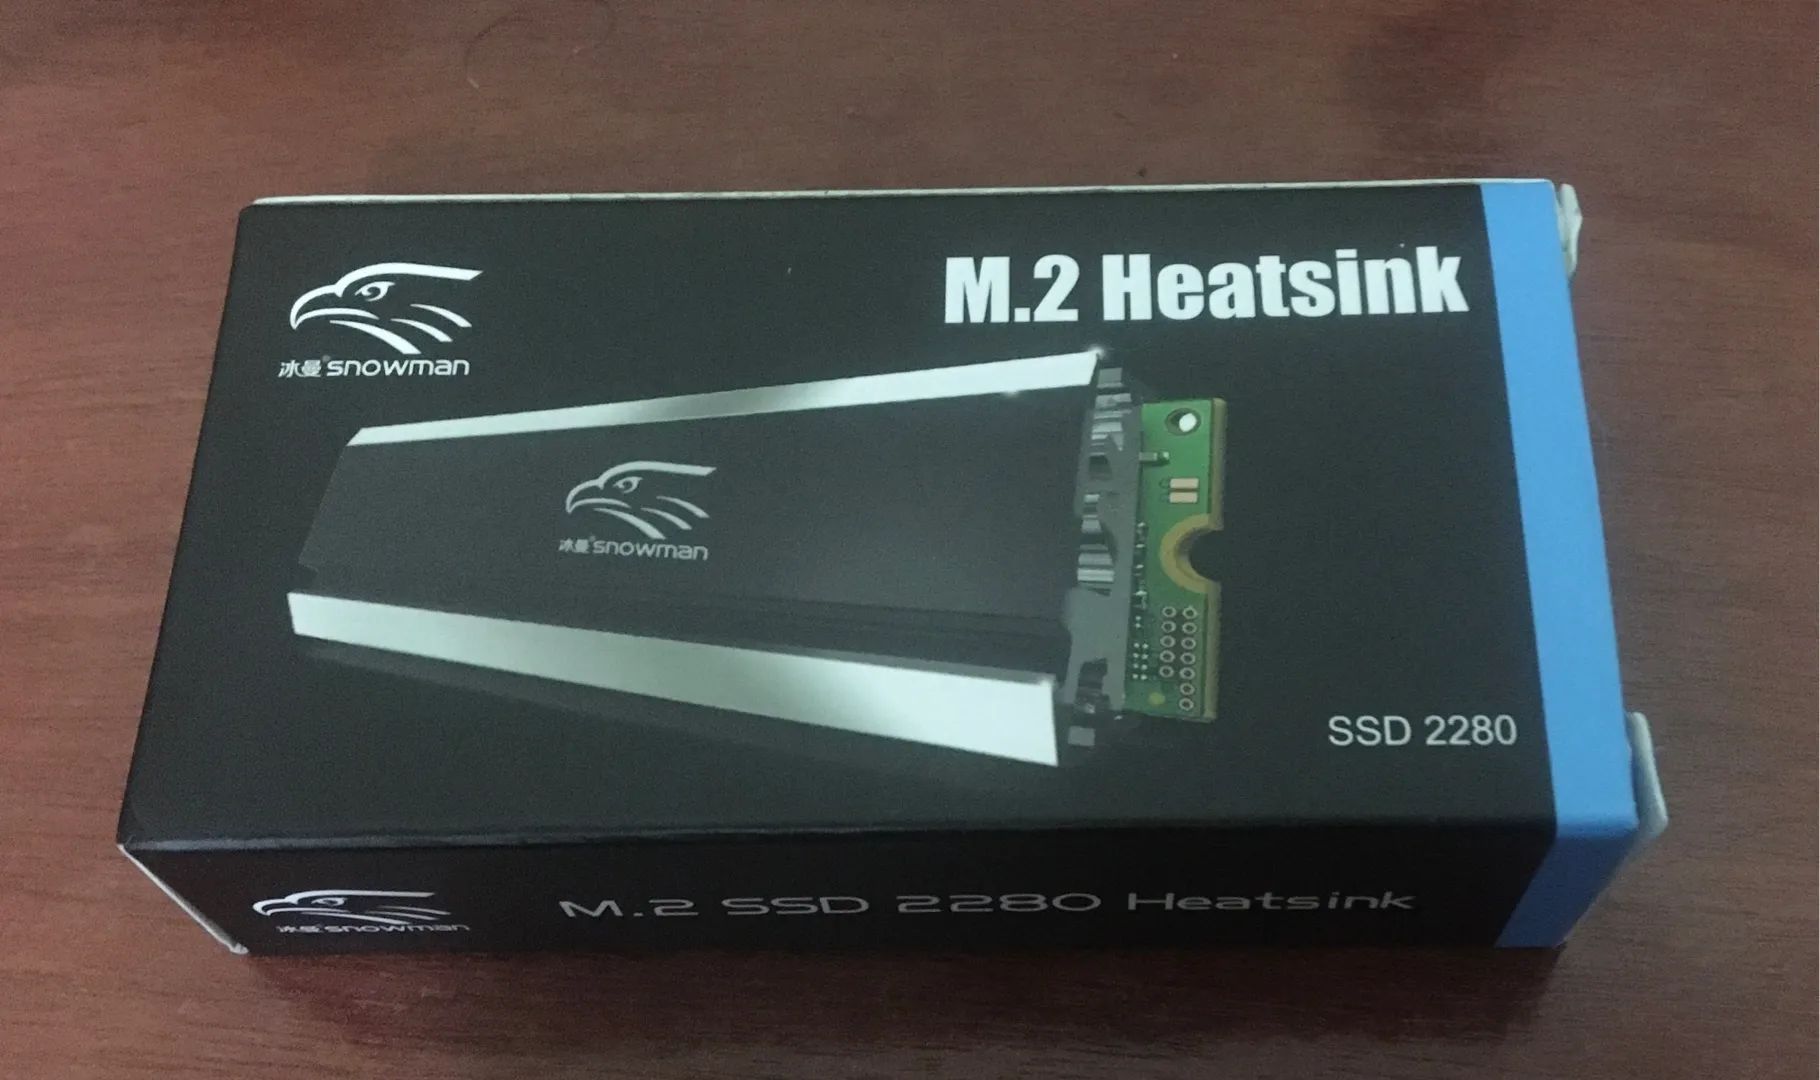 M.2 Heatsink
冰曼®snowman
冰曼®snowman
SSD 2280
冰曼®snowman
M.2 SSD 2280 Heatsink